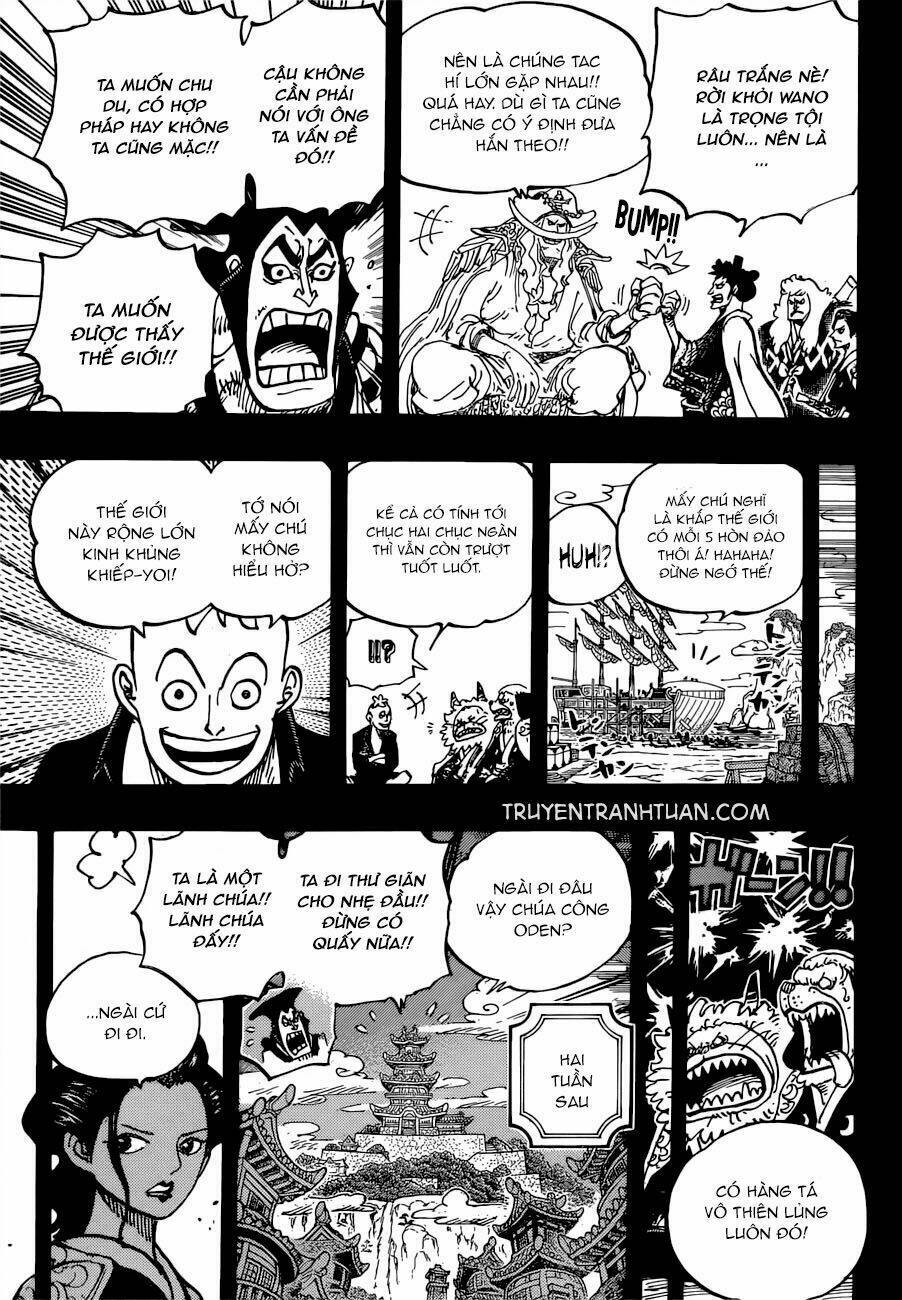 RÂU TRẮNG NÈ!
RỜI KHỎI WANO
LÀ TRỌNG TỘI
LUÔN... NÊN LÀ
...
BUMP!!
NÊN LÀ CHÚNG TAC
HÍ LỚN GẶP NHAU!!
QUÁ HAY. DÙ GÌ TA CŨNG
CHẲNG CÓ Ý ĐỊNH ĐƯA
HẮN THEO!!
CẬU KHÔNG
CẦN PHẢI
NÓI VỚI ÔNG
TA VẤN ĐỀ
ĐÓ!!
TA MUỐN CHU
DU, CÓ HỢP
PHÁP HAY KHÔNG
TA CŨNG MẶC!!
TA MUỐN
ĐƯỢC THẤY
THẾ GIỚI!!
MẤY CHÚ NGHĨ
LÀ KHẮP THẾ GIỚI
CÓ MỖI 5 HÒN ĐẢO
THÔI Á! HAHAHA!
ĐỪNG NGỚ THẾ!
HUH!?
KỂ CẢ CÓ TÍNH TỚI
CHỤC HAI CHỤC NGÀN
THÌ VẪN CÒN TRƯỢT
TUỐT LUỐT.
!!?
TỚ NÓI
MẤY CHÚ
KHÔNG
HIỂU HỞ?
THẾ GIỚI
NÀY RỘNG LỚN
KINH KHỦNG
KHIẾP-YOI!
TRUYENTRANHTUAN.COM
ガーン!!
CÓ HÀNG TÁ
VÔ THIÊN LỦNG
LUÔN ĐÓ!
HAI
TUẦN
SAU
NGÀI ĐI ĐÂU
VẬY CHÚA CÔNG
ODEN?
TA ĐI THƯ GIÃN
CHO NHẸ ĐẦU!!
ĐỪNG CÓ
QUẤY NỮA!!
TA LÀ MỘT
LÃNH CHÚA!!
LÃNH CHÚA
ĐẤY!!
...NGÀI CỨ
ĐI ĐI.